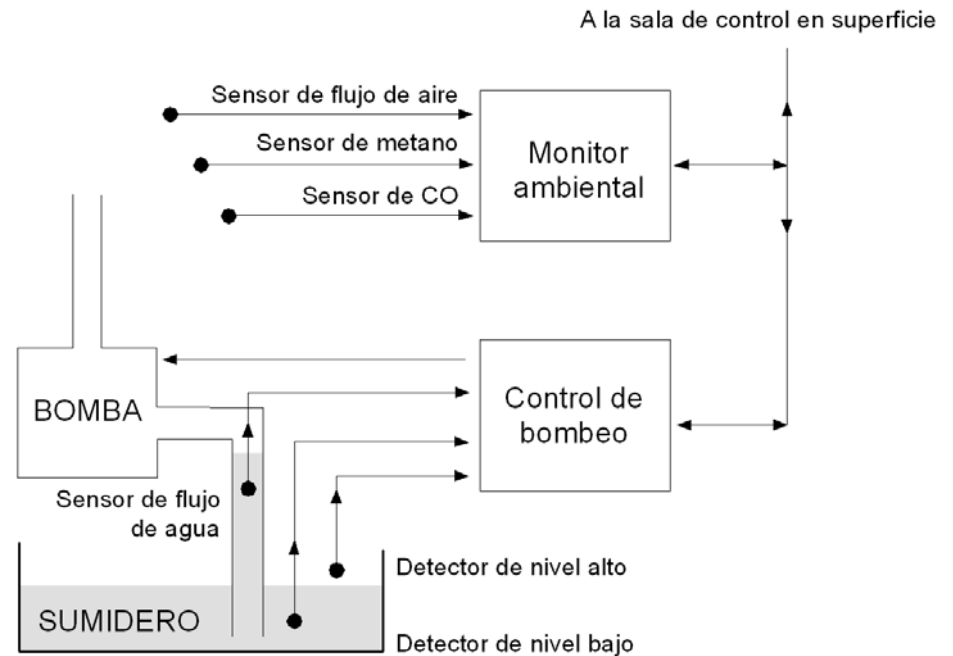 A la sala de control en superficie
Sensor de flujo de aire
Sensor de metano
Sensor de CO
Monitor
ambiental
BOMBA
Control de
bombeo
Sensor de flujo
de agua
Detector de nivel alto
SUMIDERO
Detector de nivel bajo